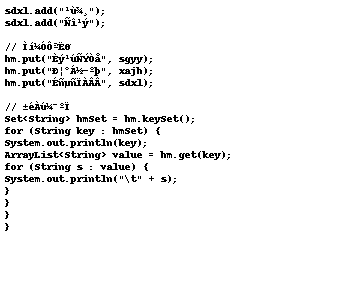 sdxl.add("¹ù¾¸");
sdxl.add("Ñî¹ý");
// Ìí¼ÓÔªËØ
hm.put("Èý¹úÑÝÒå", sgyy);
hm.put("Ð¦°Á½-ºþ", xajh);
hm.put("ÉñµñÏÀÂÂ", sdxl);
// ±éÀú¼¯ºÏ
Set<String> hmSet = hm.keySet();
for (String key : hmSet) {
System.out.println(key);
ArrayList<String> value = hm.get(key);
for (String s : value) {
System.out.println("\t" + s);
}
}
}
}